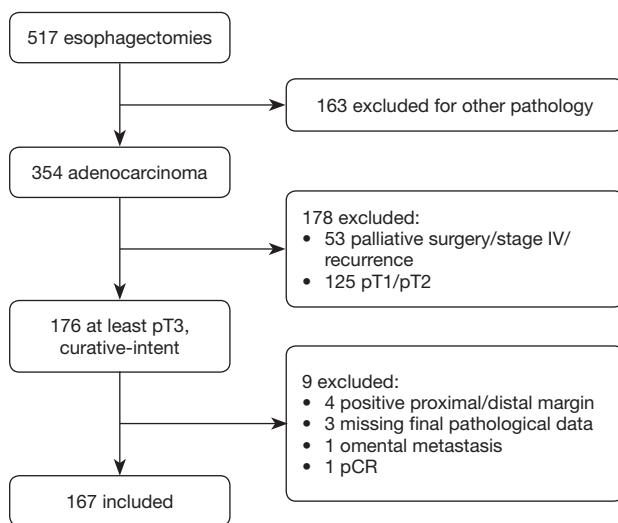 517 esophagectomies
163 excluded for other pathology
354 adenocarcinoma
178 excluded:
• 53 palliative surgery/stage IV/
recurrence
• 125 pT1/pT2
176 at least pT3,
curative-intent
9 excluded:
• 4 positive proximal/distal margin
• 3 missing final pathological data
• 1 omental metastasis
• 1 pCR
167 included